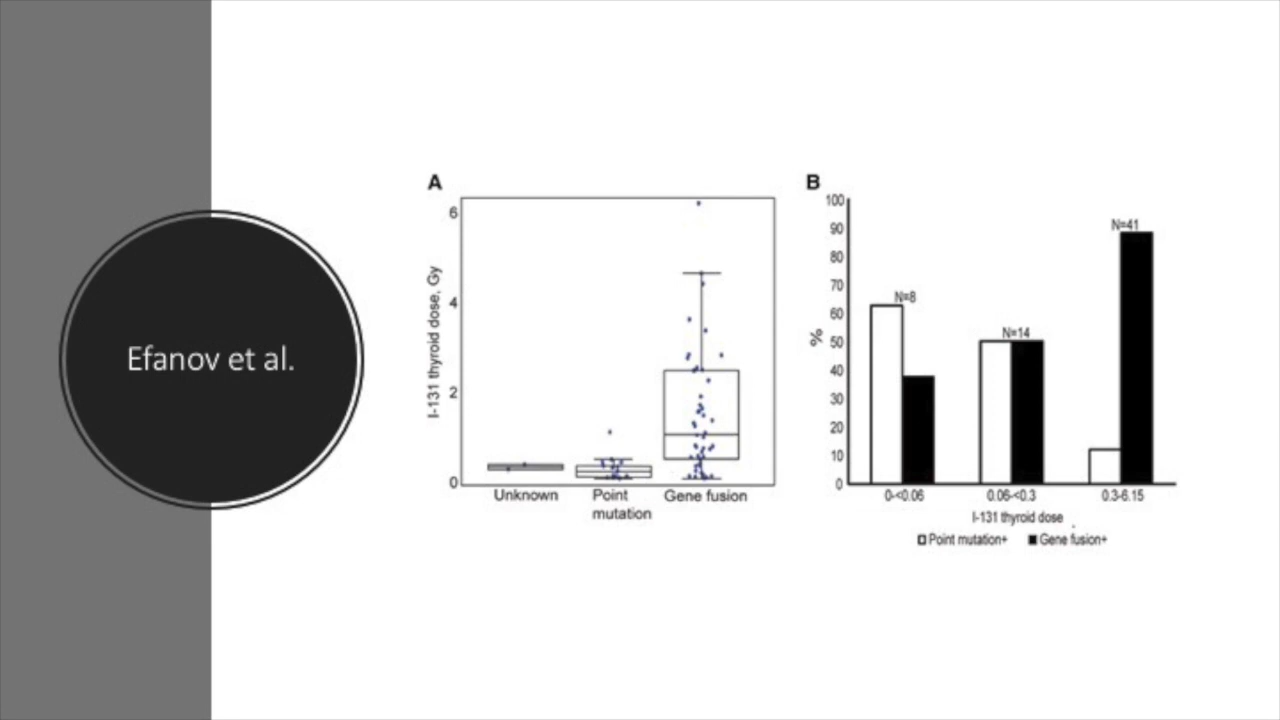 Efanov et al.
A
I-131 thyroid dose, Gy
6
4
2
0
Unknown
Point
mutation
Gene fusion
B
%
100
90
80
70
60
50
40
30
20
10
0
N=8
N=14
N=41
0-<0.06
0.06-<0.3
0.3-6.15
I-131 thyroid dose
Point mutation+
Gene fusion+